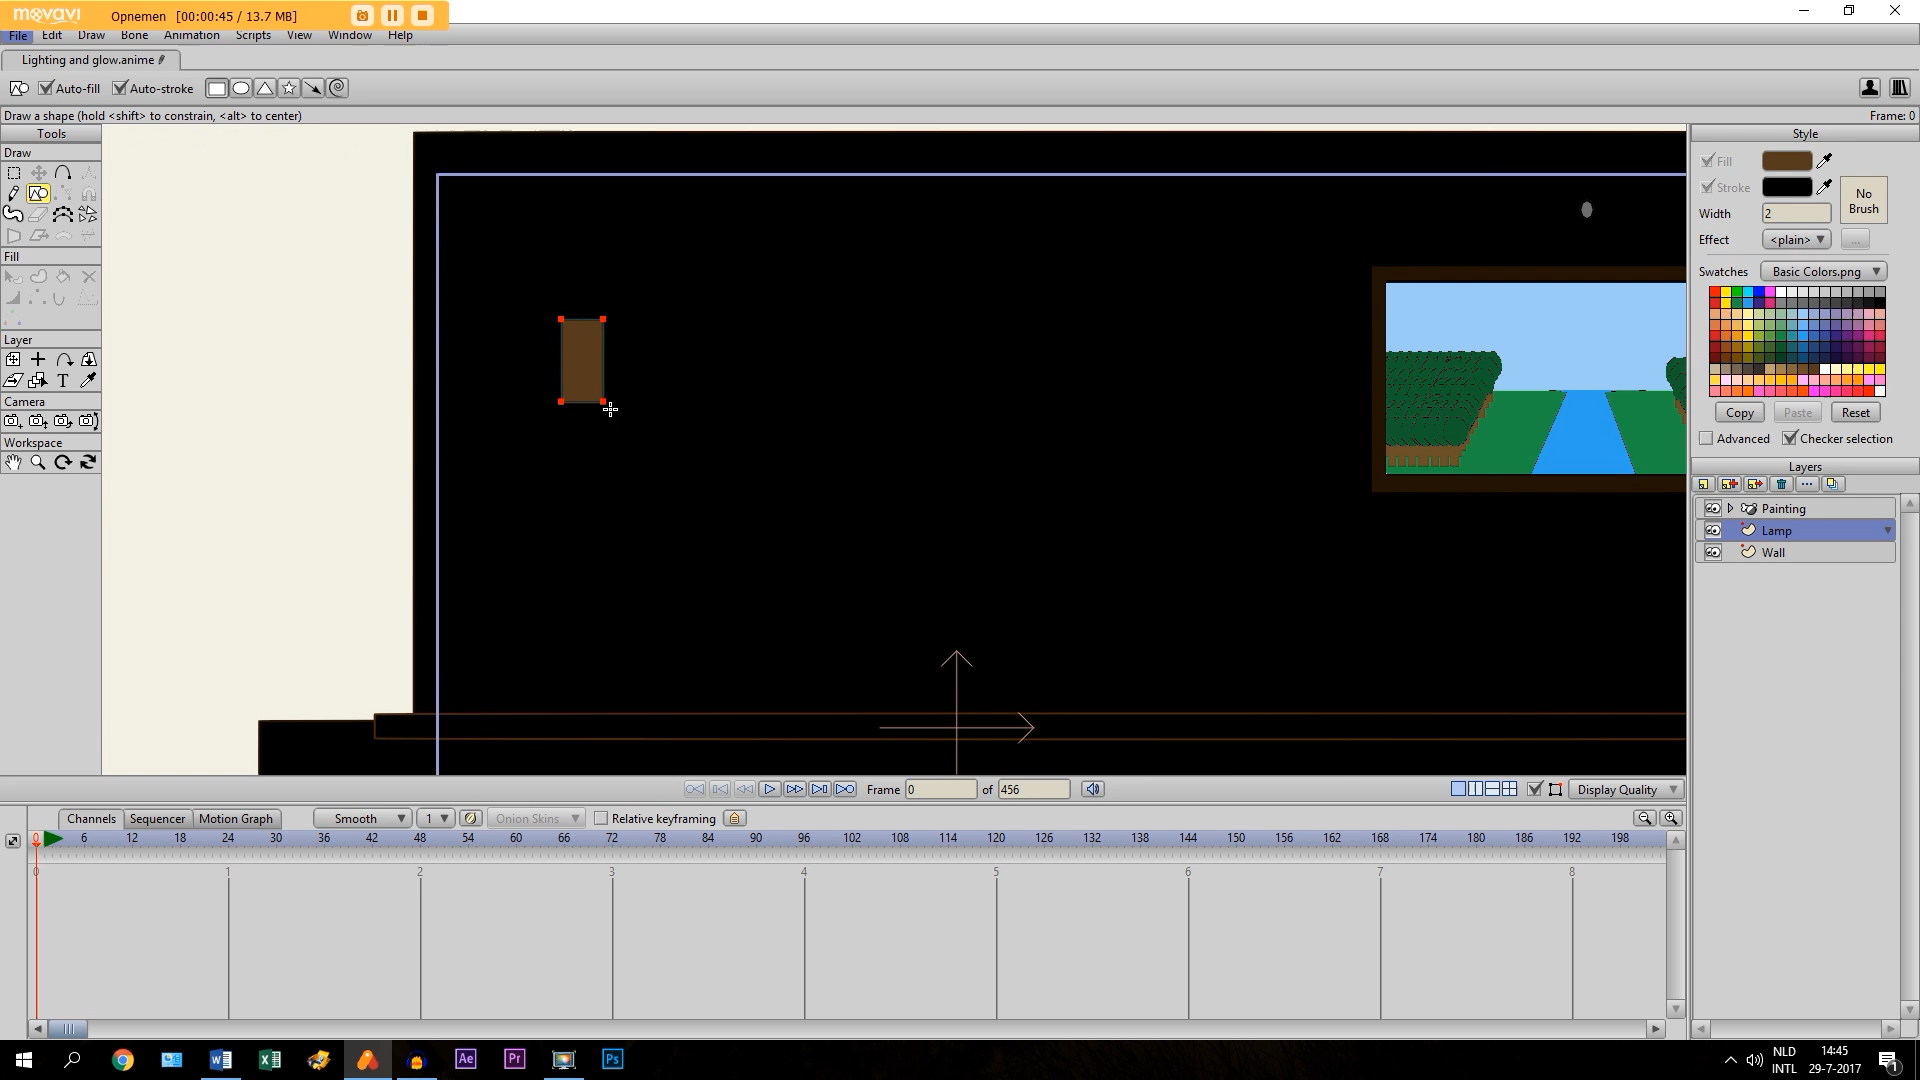 movavi Opnemen [00:00:45 / 13.7 MB]
File Edit Draw Bone Animation Scripts View Window Help
Lighting and glow.anime
Auto-fill Auto-stroke
Draw a shape (hold <shift> to constrain, <alt> to center) Frame: 0
Tools
Draw
Fill
Layer
T
Camera
Workspace
Style
Fill
Stroke
No Brush
Width 2
Effect <plain> ...
Swatches Basic Colors.png
Copy Paste Reset
Advanced Checker selection
Layers
Painting
Lamp
Wall
Frame 0 of 456 Display Quality
Channels Sequencer Motion Graph Smooth 1 Onion Skins Relative keyframing
0 6 12 18 24 30 36 42 48 54 60 66 72 78 84 90 96 102 108 114 120 126 132 138 144 150 156 162 168 174 180 186 192 198
0 1 2 3 4 5 6 7 8
Ae Pr Ps
NLD 14:45
INTL 29-7-2017 1